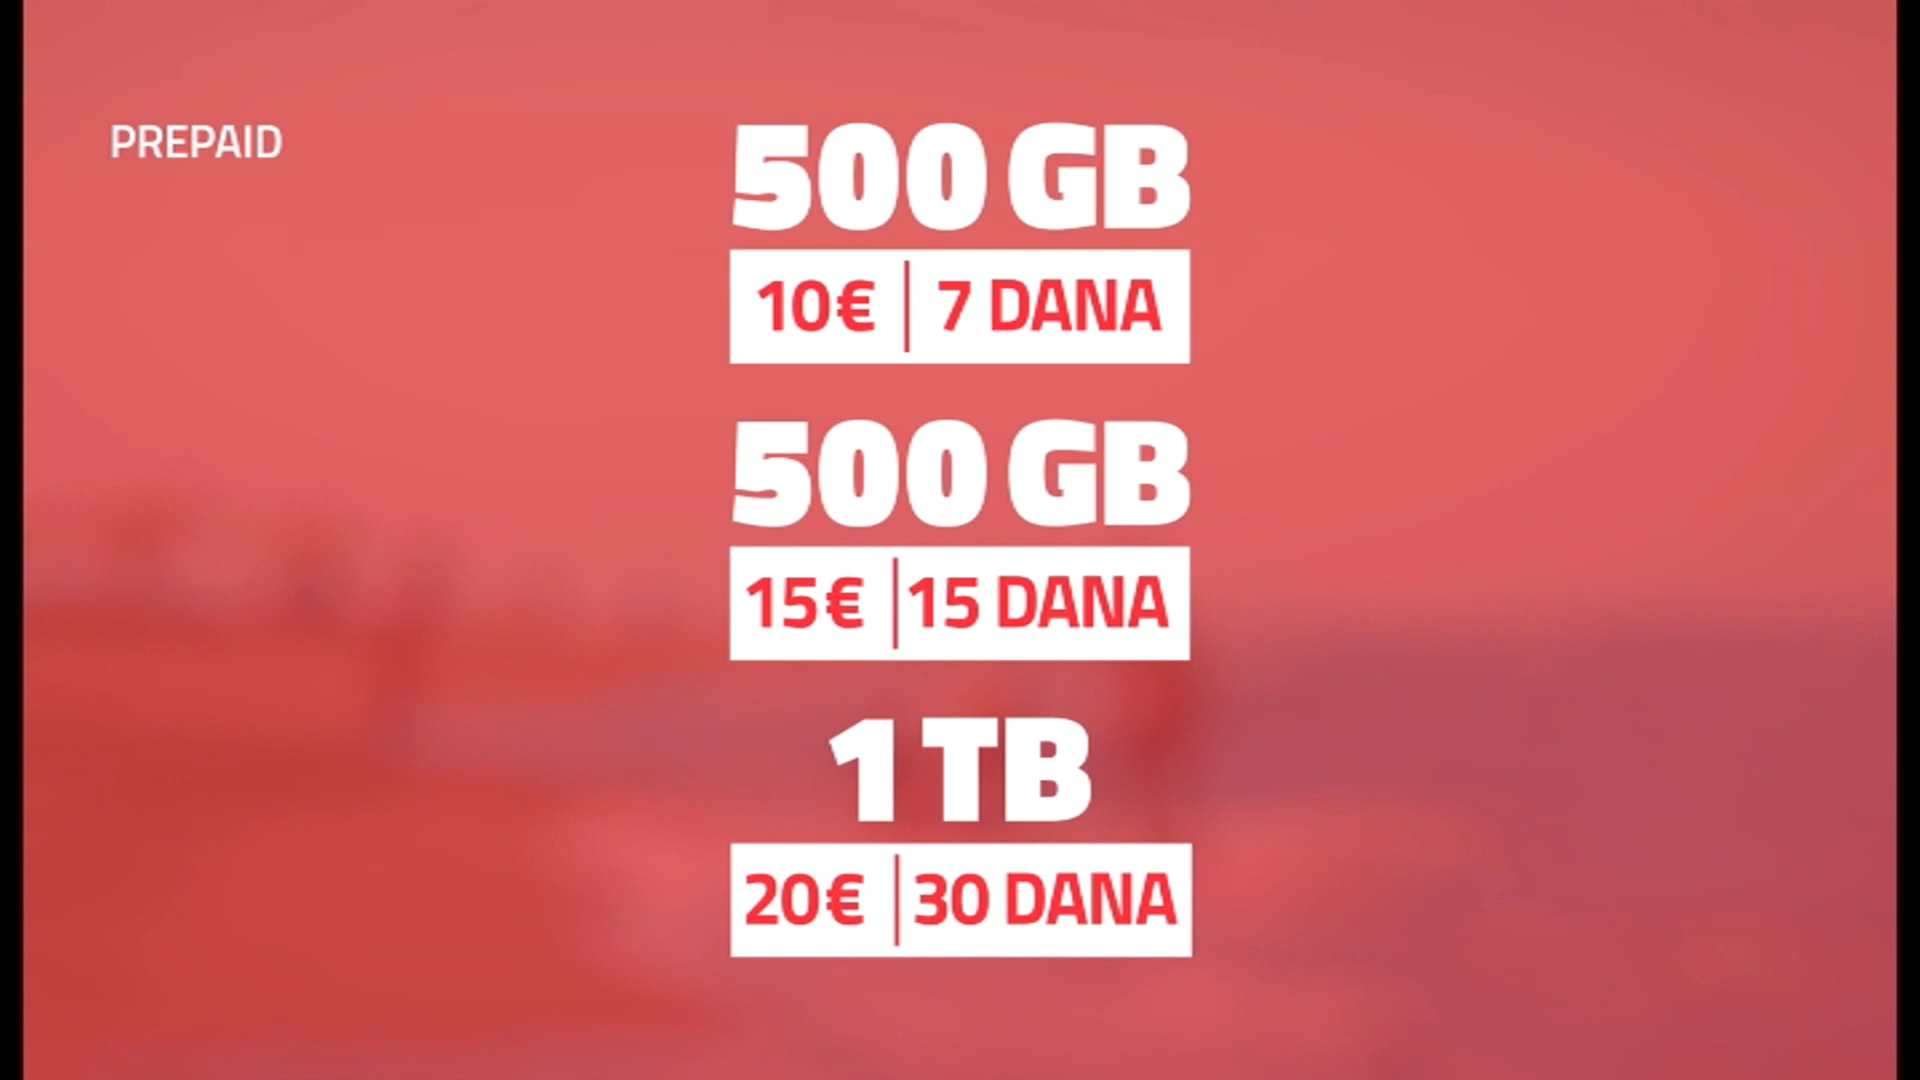 PREPAID
500 GB
10€ | 7 DANA
500 GB
15€ | 15 DANA
1 TB
20€ | 30 DANA